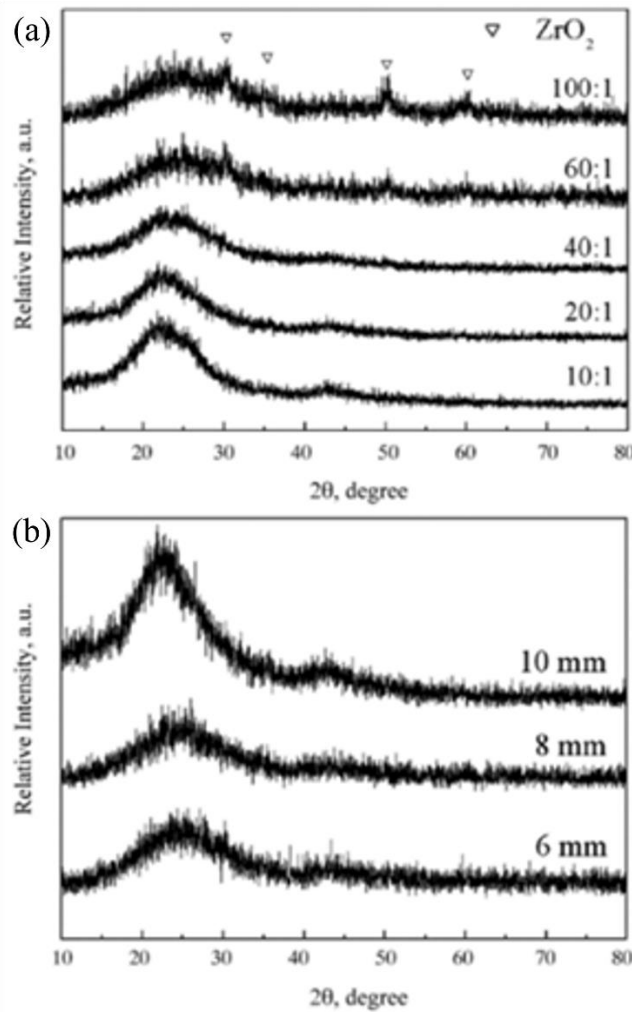 (a)
▽ ZrO₂
100:1
60:1
40:1
20:1
10:1
Relative Intensity, a.u.
10 20 30 40 50 60 70 80
2θ, degree
(b)
10 mm
8 mm
6 mm
Relative Intensity, a.u.
10 20 30 40 50 60 70 80
2θ, degree